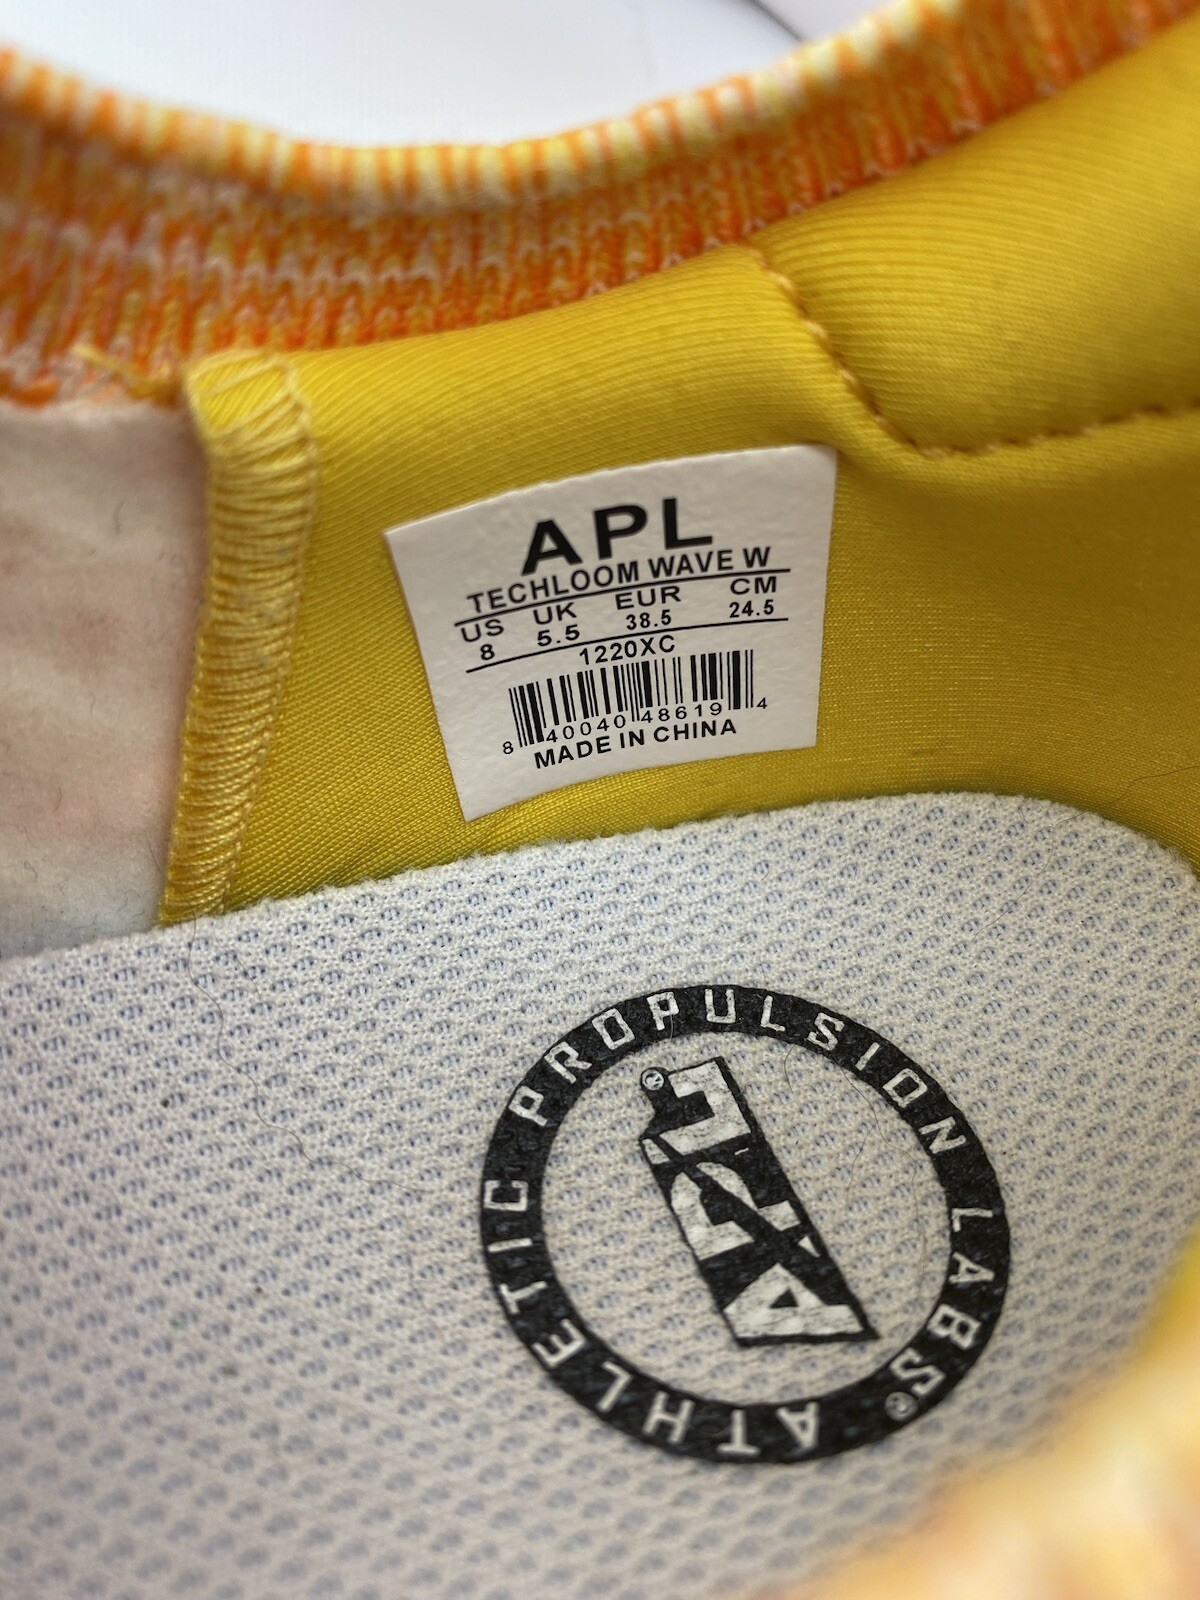 APL
TECHLOOM WAVE W
US UK EUR CM
8 5.5 38.5 24.5
1220XC
8 40040 48619 4
MADE IN CHINA
ATHLETIC PROPULSION LABS®
APL®